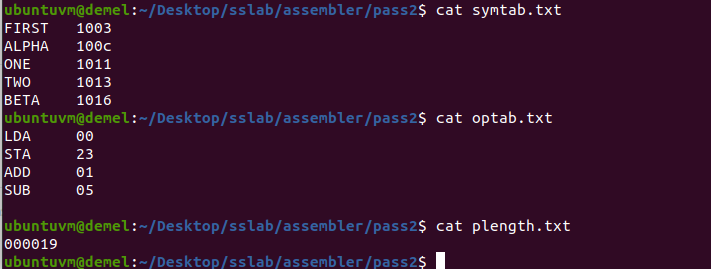 ubuntuvm@demel:~/Desktop/sslab/assembler/pass2$ cat symtab.txt
FIRST   1003
ALPHA   100c
ONE     1011
TWO     1013
BETA    1016
ubuntuvm@demel:~/Desktop/sslab/assembler/pass2$ cat optab.txt
LDA     00
STA     23
ADD     01
SUB     05
ubuntuvm@demel:~/Desktop/sslab/assembler/pass2$ cat plength.txt
000019
ubuntuvm@demel:~/Desktop/sslab/assembler/pass2$